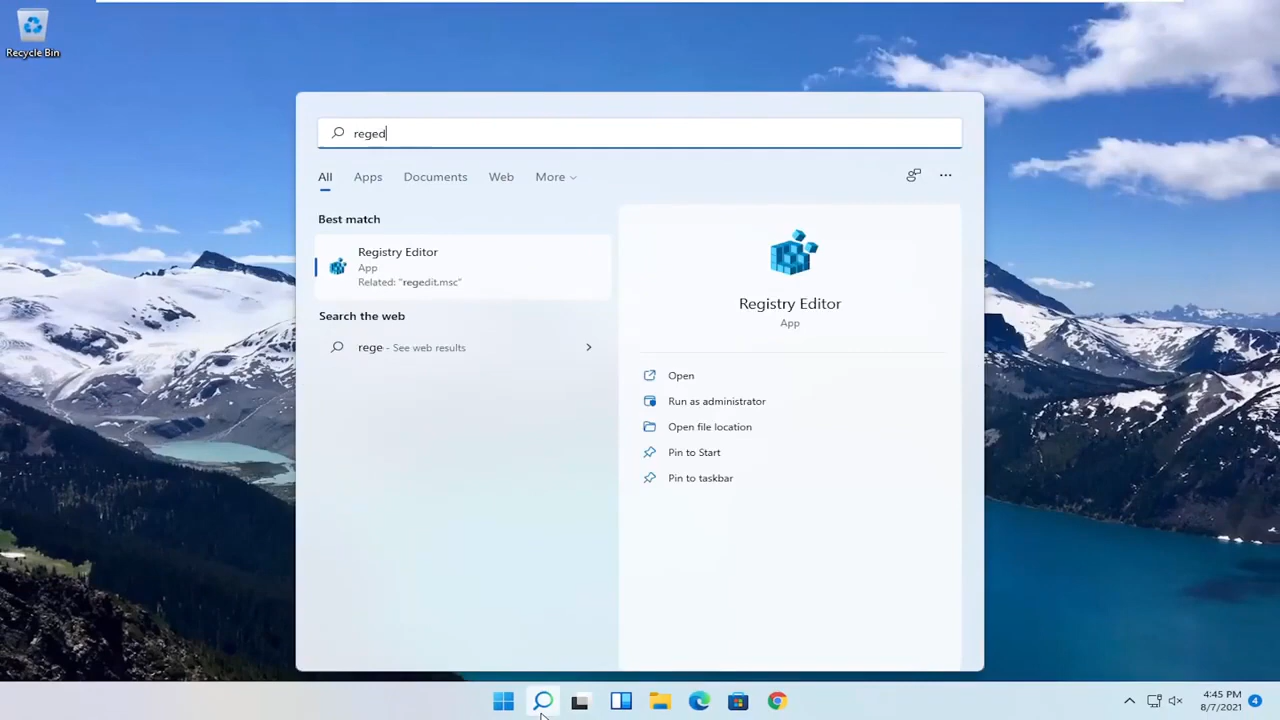 Recycle Bin
reged
All Apps Documents Web More
Best match
Registry Editor
App
Related: "regedit.msc"
Search the web
rege - See web results
Registry Editor
App
Open
Run as administrator
Open file location
Pin to Start
Pin to taskbar
4:45 PM
8/7/2021
4